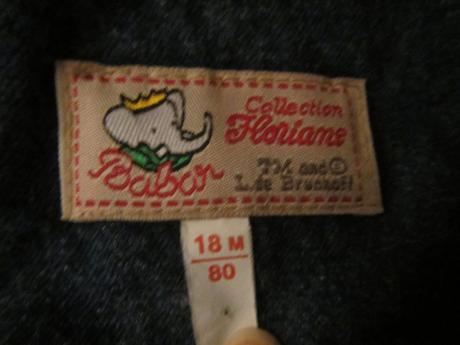 Collection
Floriane
Babar
TM and ©
L. de Brunhoff
18 M
80